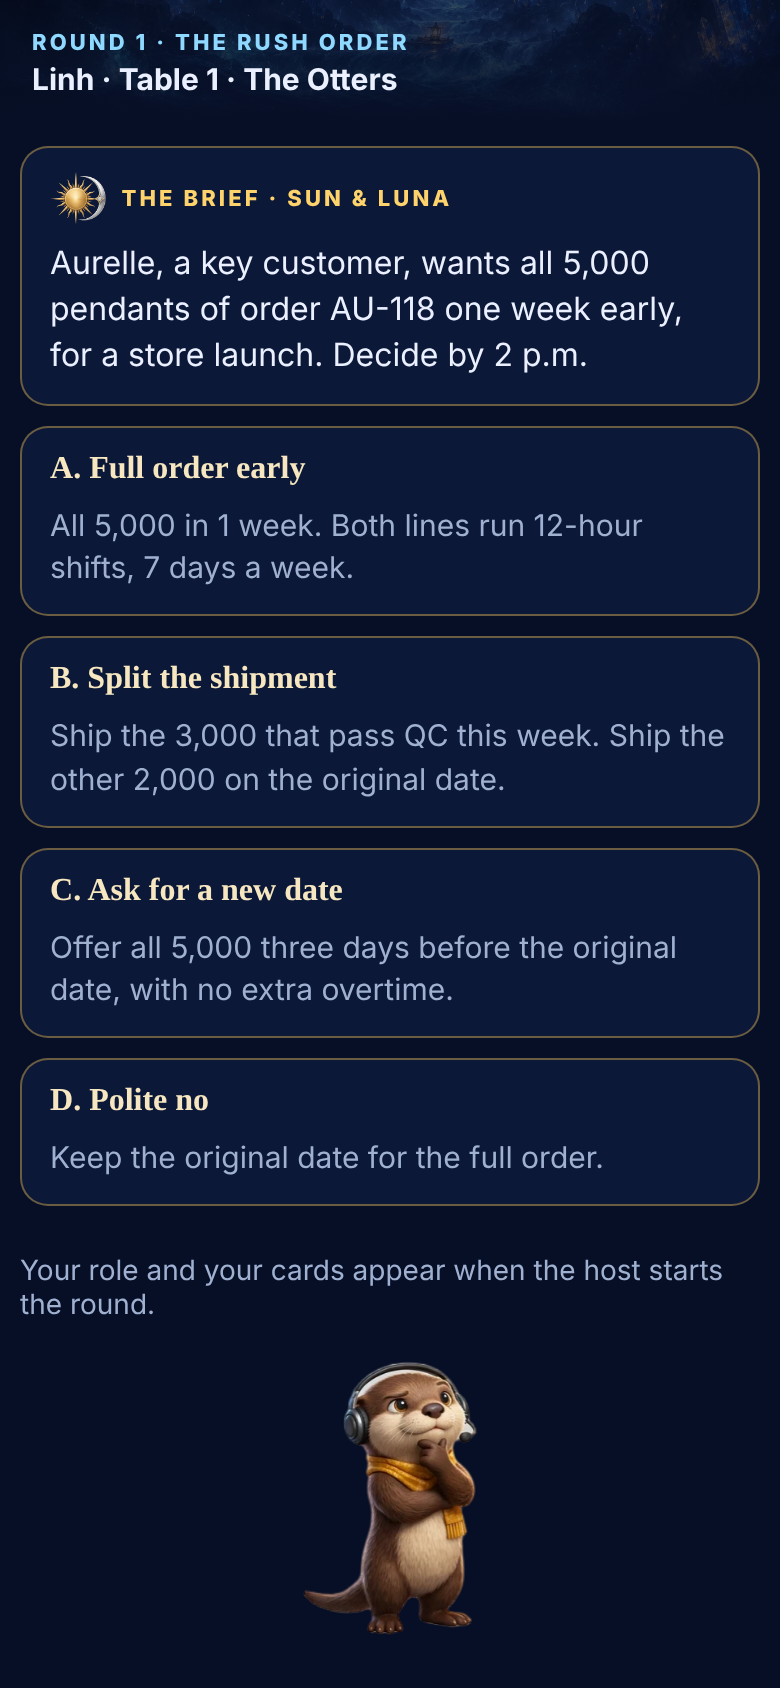 ROUND 1 · THE RUSH ORDER
Linh · Table 1 · The Otters
THE BRIEF · SUN & LUNA
Aurelle, a key customer, wants all 5,000
pendants of order AU-118 one week early,
for a store launch. Decide by 2 p.m.
A. Full order early
All 5,000 in 1 week. Both lines run 12-hour
shifts, 7 days a week.
B. Split the shipment
Ship the 3,000 that pass QC this week. Ship the
other 2,000 on the original date.
C. Ask for a new date
Offer all 5,000 three days before the original
date, with no extra overtime.
D. Polite no
Keep the original date for the full order.
Your role and your cards appear when the host starts
the round.